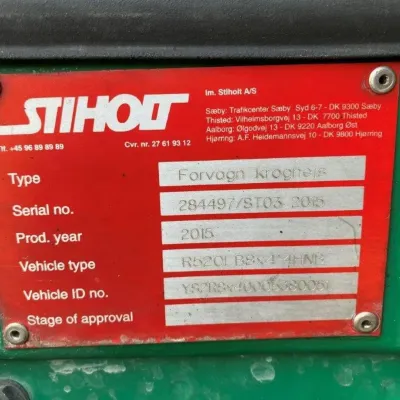 STIHOLT
Im. Stiholt A/S
Sæby: Trafikcenter Sæby Syd 6-7 - DK 9300 Sæby
Thisted: Vilhelmsborgvej 13 - DK 7700 Thisted
Aalborg: Ølgodvej 13 - DK 9220 Aalborg Øst
Hjørring: A.F. Heidemannsvej 10 - DK 9800 Hjørring
Tlf. +45 96 89 89 89
Cvr. nr. 27 61 93 12
Type Forvogn Kroghejs
Serial no. 284497/ST03 2015
Prod. year 2015
Vehicle type
Vehicle ID no.
Stage of approval